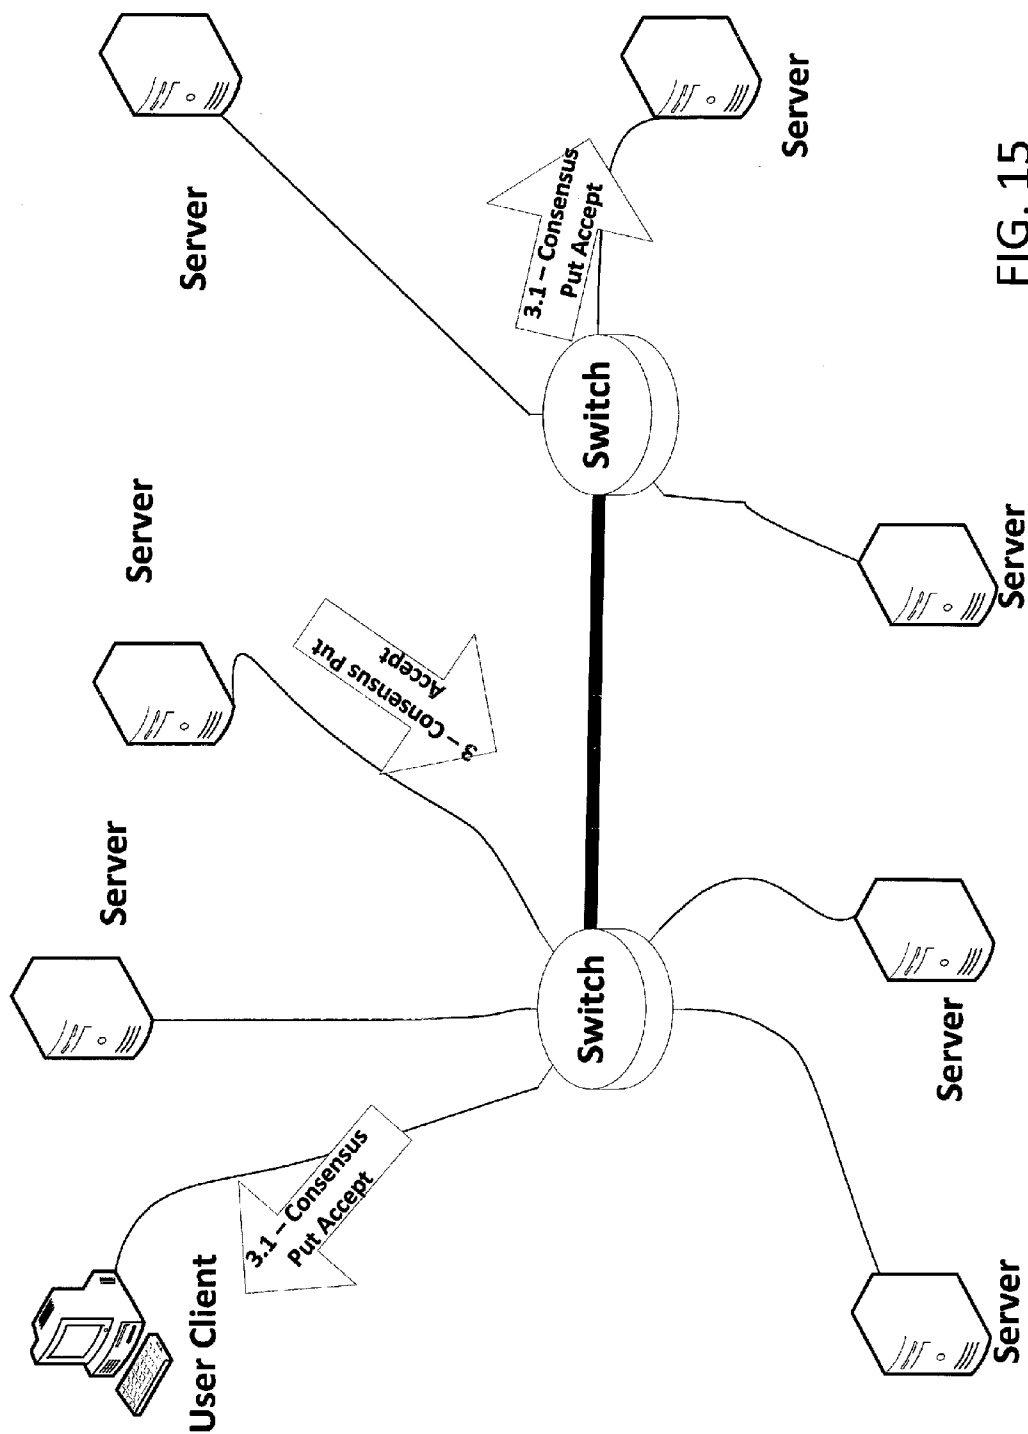 Server
Server
Server
User Client
3.1 – Consensus
Put Accept
3 – Consensus Put
Accept
3.1 – Consensus
Put Accept
Switch
Switch
Server
Server
Server
Server
FIG. 15